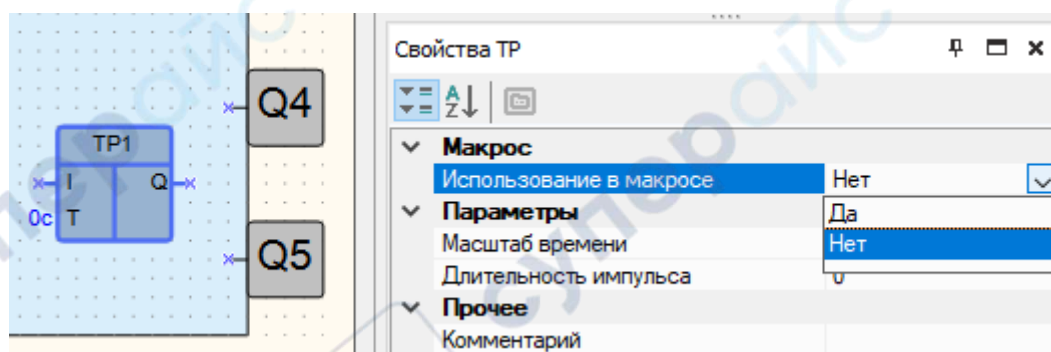 Q4
TP1
I Q
0с T
Q5
Свойства TP
Макрос
Использование в макросе Нет
Да
Нет
Параметры
Масштаб времени
Длительность импульса 0
Прочее
Комментарий